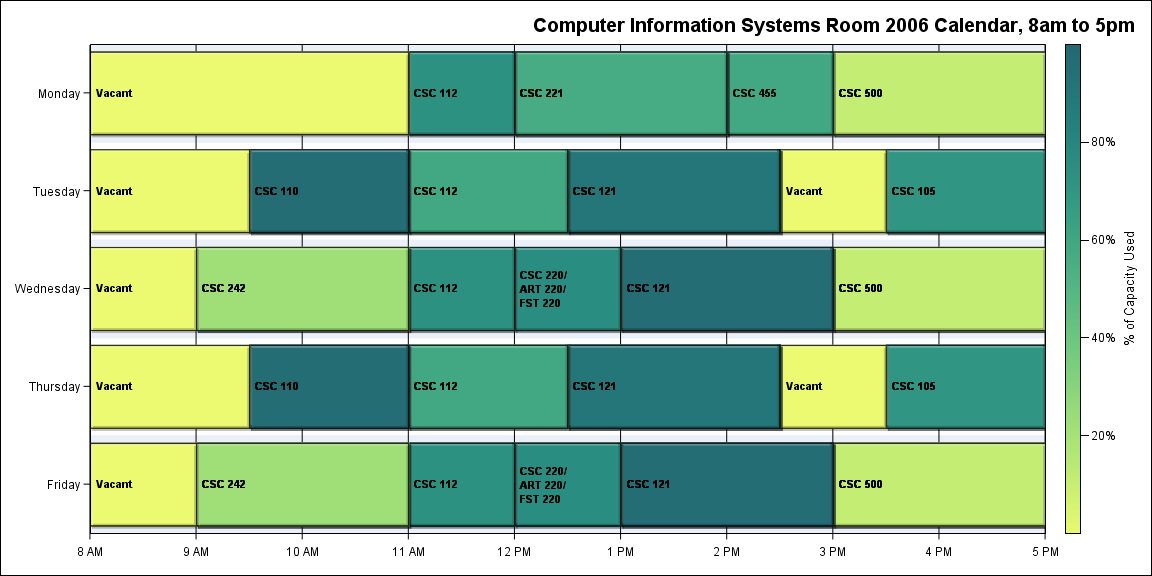 Computer Information Systems Room 2006 Calendar, 8am to 5pm
Monday
Vacant
CSC 112
CSC 221
CSC 455
CSC 500
Tuesday
Vacant
CSC 110
CSC 112
CSC 121
Vacant
CSC 105
Wednesday
Vacant
CSC 242
CSC 112
CSC 220/
ART 220/
FST 220
CSC 121
CSC 500
Thursday
Vacant
CSC 110
CSC 112
CSC 121
Vacant
CSC 105
Friday
Vacant
CSC 242
CSC 112
CSC 220/
ART 220/
FST 220
CSC 121
CSC 500
8 AM
9 AM
10 AM
11 AM
12 PM
1 PM
2 PM
3 PM
4 PM
5 PM
80%
60%
40%
20%
% of Capacity Used